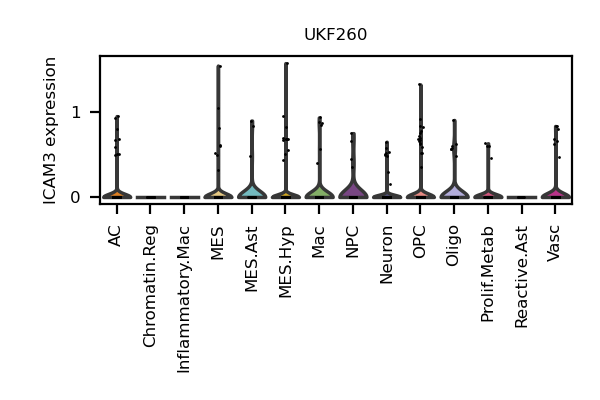 UKF260
ICAM3 expression
1
0
AC
Chromatin.Reg
Inflammatory.Mac
MES
MES.Ast
MES.Hyp
Mac
NPC
Neuron
OPC
Oligo
Prolif.Metab
Reactive.Ast
Vasc